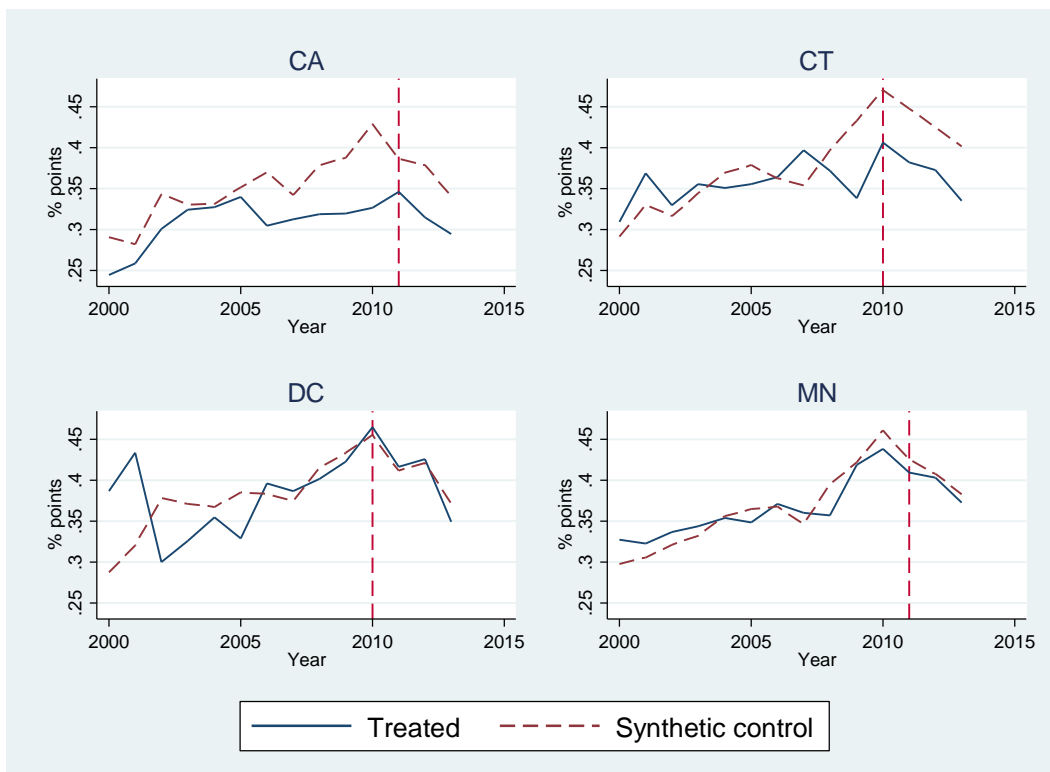 CA
% points
.25 .3 .35 .4 .45
2000 2005 2010 2015
Year
CT
% points
.25 .3 .35 .4 .45
2000 2005 2010 2015
Year
DC
% points
.25 .3 .35 .4 .45
2000 2005 2010 2015
Year
MN
% points
.25 .3 .35 .4 .45
2000 2005 2010 2015
Year
Treated Synthetic control